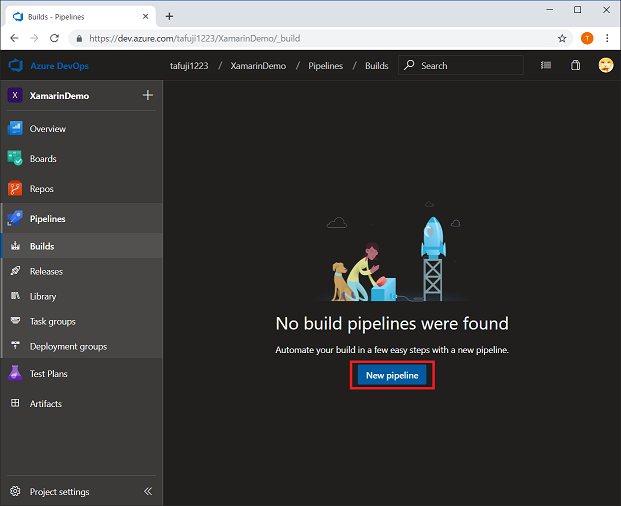 Builds - Pipelines
https://dev.azure.com/tafuji1223/XamarinDemo/_build
T
Azure DevOps
tafuji1223 / XamarinDemo / Pipelines / Builds
Search
X XamarinDemo
Overview
Boards
Repos
Pipelines
Builds
Releases
Library
Task groups
Deployment groups
Test Plans
Artifacts
Project settings
No build pipelines were found
Automate your build in a few easy steps with a new pipeline.
New pipeline